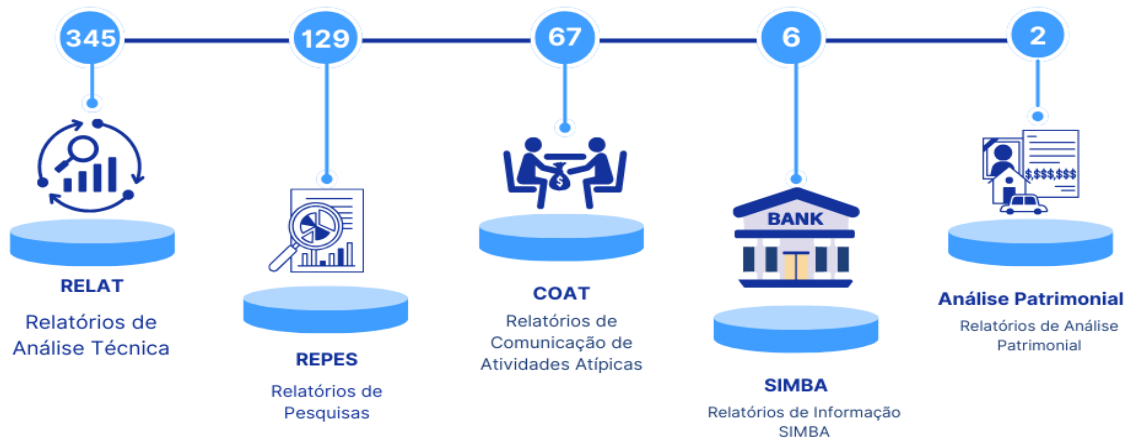 345
129
67
6
2
$
BANK
$,$$$,$$$
RELAT
Relatórios de
Análise Técnica
REPES
Relatórios de
Pesquisas
COAT
Relatórios de
Comunicação de
Atividades Atípicas
SIMBA
Relatórios de Informação
SIMBA
Análise Patrimonial
Relatórios de Análise
Patrimonial